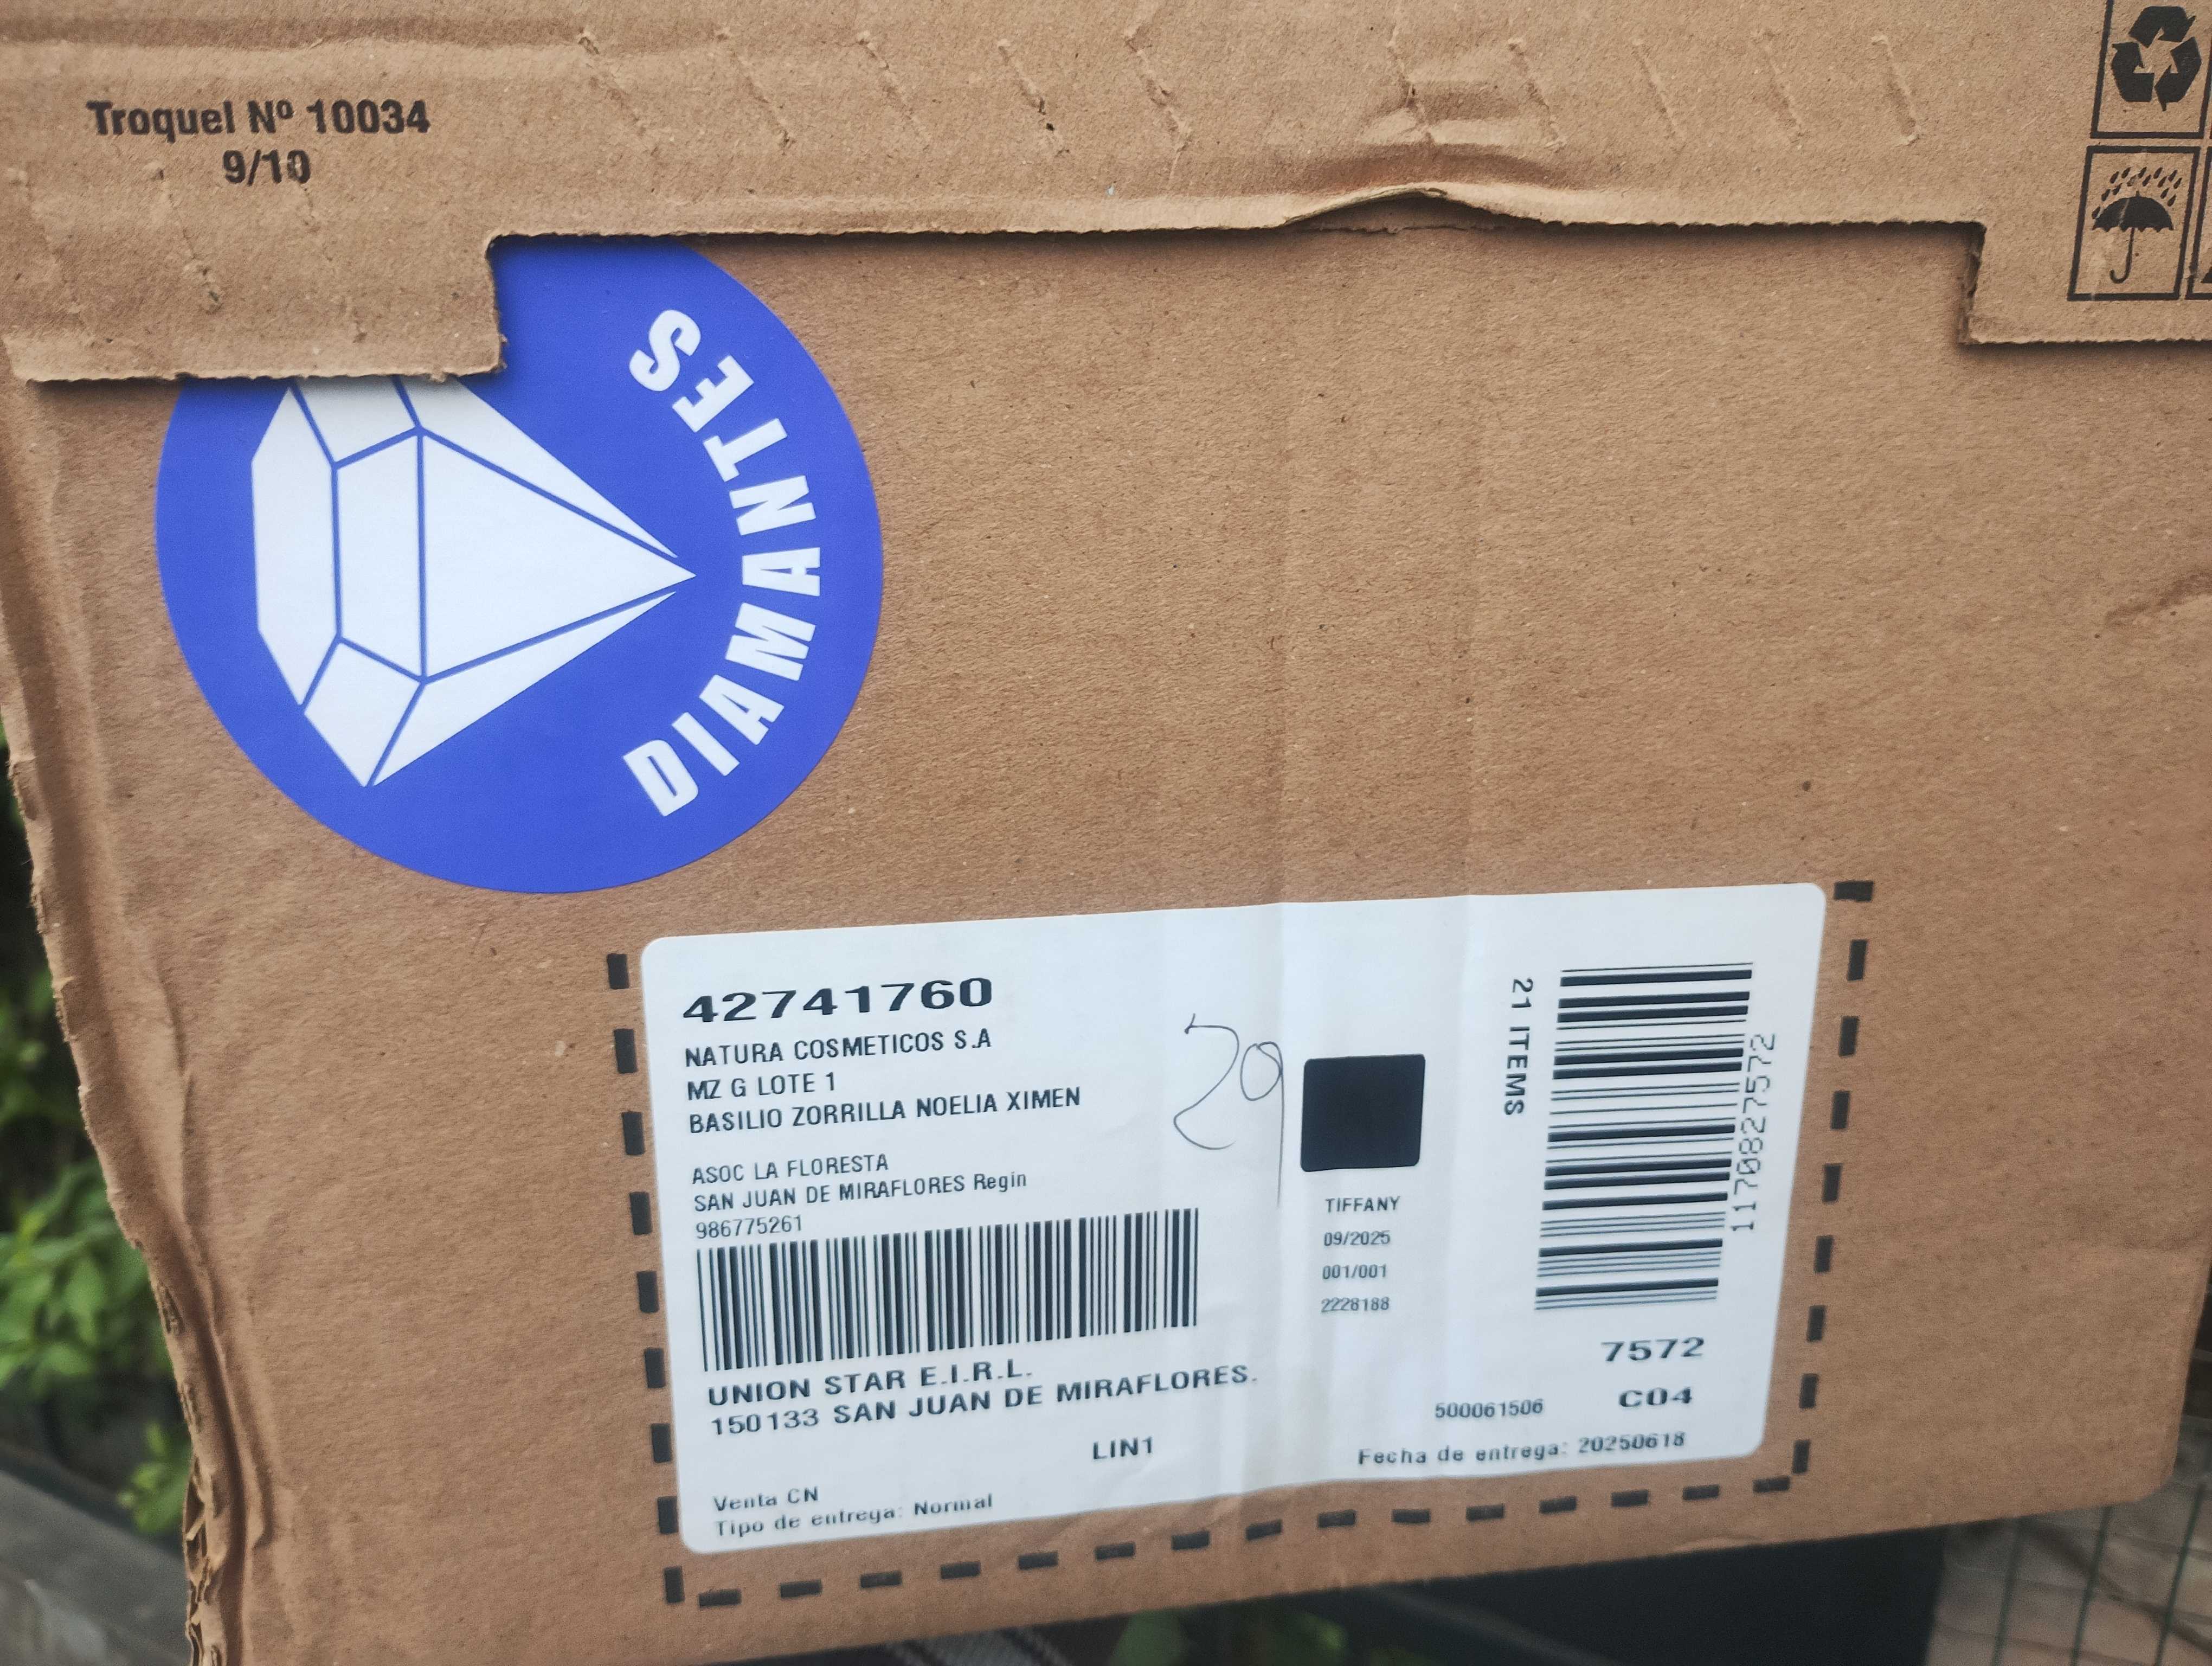 Troquel Nº 10034
9/10
DIAMANTES
42741760
NATURA COSMETICOS S.A
MZ G LOTE 1
BASILIO ZORRILLA NOELIA XIMEN
ASOC LA FLORESTA
SAN JUAN DE MIRAFLORES Regin
986775261
UNION STAR E.I.R.L.
150133 SAN JUAN DE MIRAFLORES.
LIN1
Venta CN
Tipo de entrega: Normal
29
TIFFANY
09/2025
001/001
2228188
21 ITEMS
1170827572
7572
500061506 C04
Fecha de entrega: 20250618